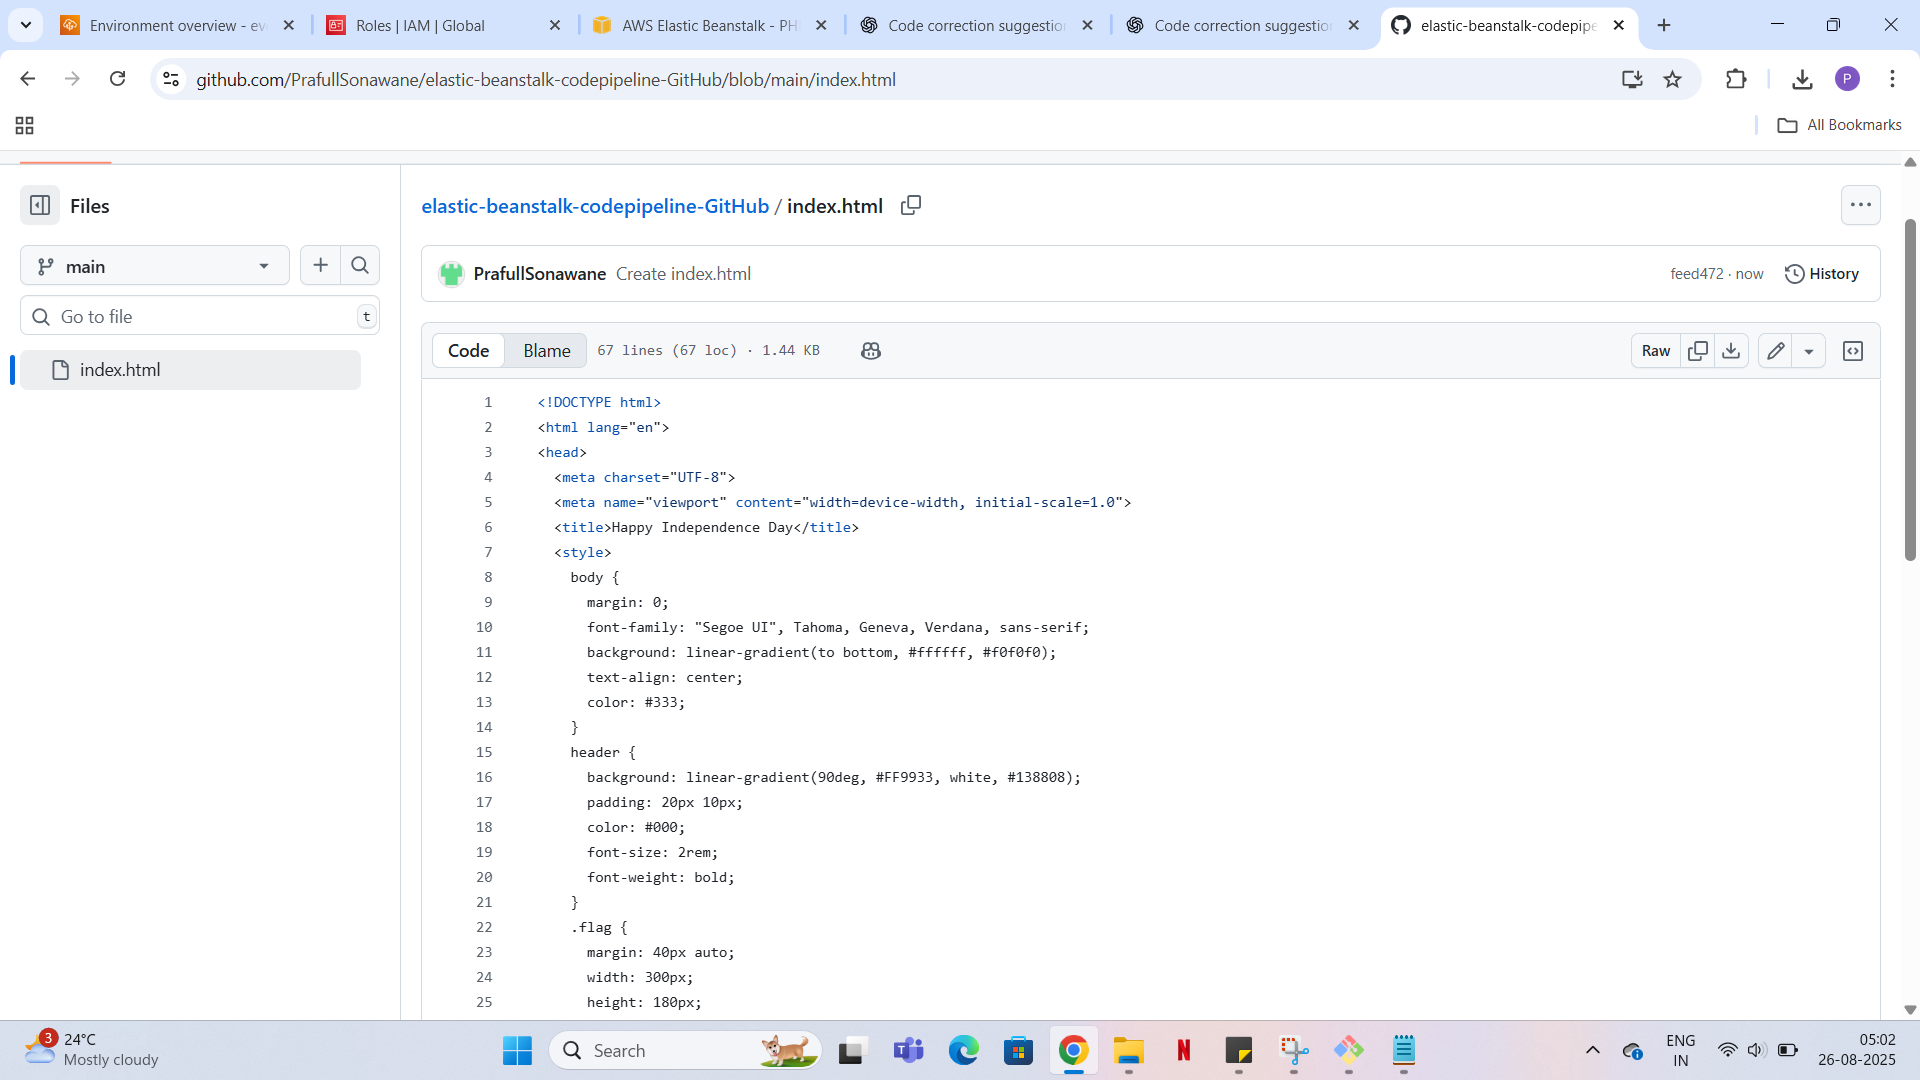 Environment overview - ev
Roles | IAM | Global
AWS Elastic Beanstalk - PH
Code correction suggestion
Code correction suggestion
elastic-beanstalk-codepipe
github.com/PrafullSonawane/elastic-beanstalk-codepipeline-GitHub/blob/main/index.html
P
All Bookmarks
Files
main
Go to file
t
index.html
elastic-beanstalk-codepipeline-GitHub / index.html
PrafullSonawane Create index.html
feed472 · now
History
Code
Blame
67 lines (67 loc) · 1.44 KB
Raw
1 <!DOCTYPE html>
2 <html lang="en">
3 <head>
4 <meta charset="UTF-8">
5 <meta name="viewport" content="width=device-width, initial-scale=1.0">
6 <title>Happy Independence Day</title>
7 <style>
8 body {
9 margin: 0;
10 font-family: "Segoe UI", Tahoma, Geneva, Verdana, sans-serif;
11 background: linear-gradient(to bottom, #ffffff, #f0f0f0);
12 text-align: center;
13 color: #333;
14 }
15 header {
16 background: linear-gradient(90deg, #FF9933, white, #138808);
17 padding: 20px 10px;
18 color: #000;
19 font-size: 2rem;
20 font-weight: bold;
21 }
22 .flag {
23 margin: 40px auto;
24 width: 300px;
25 height: 180px;
3
24°C
Mostly cloudy
Search
N
ENG
IN
05:02
26-08-2025